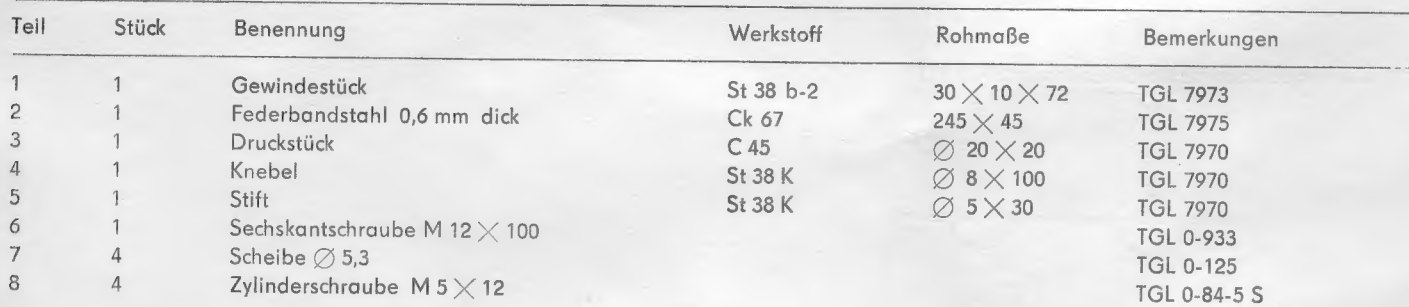 Teil Stück Benennung Werkstoff Rohmaße Bemerkungen
1 1 Gewindestück St 38 b-2 30 × 10 × 72 TGL 7973
2 1 Federbandstahl 0,6 mm dick Ck 67 245 × 45 TGL 7975
3 1 Druckstück C 45 ∅ 20 × 20 TGL 7970
4 1 Knebel St 38 K ∅ 8 × 100 TGL 7970
5 1 Stift St 38 K ∅ 5 × 30 TGL 7970
6 1 Sechskantschraube M 12 × 100 TGL 0-933
7 4 Scheibe ∅ 5,3 TGL 0-125
8 4 Zylinderschraube M 5 × 12 TGL 0-84-5 S